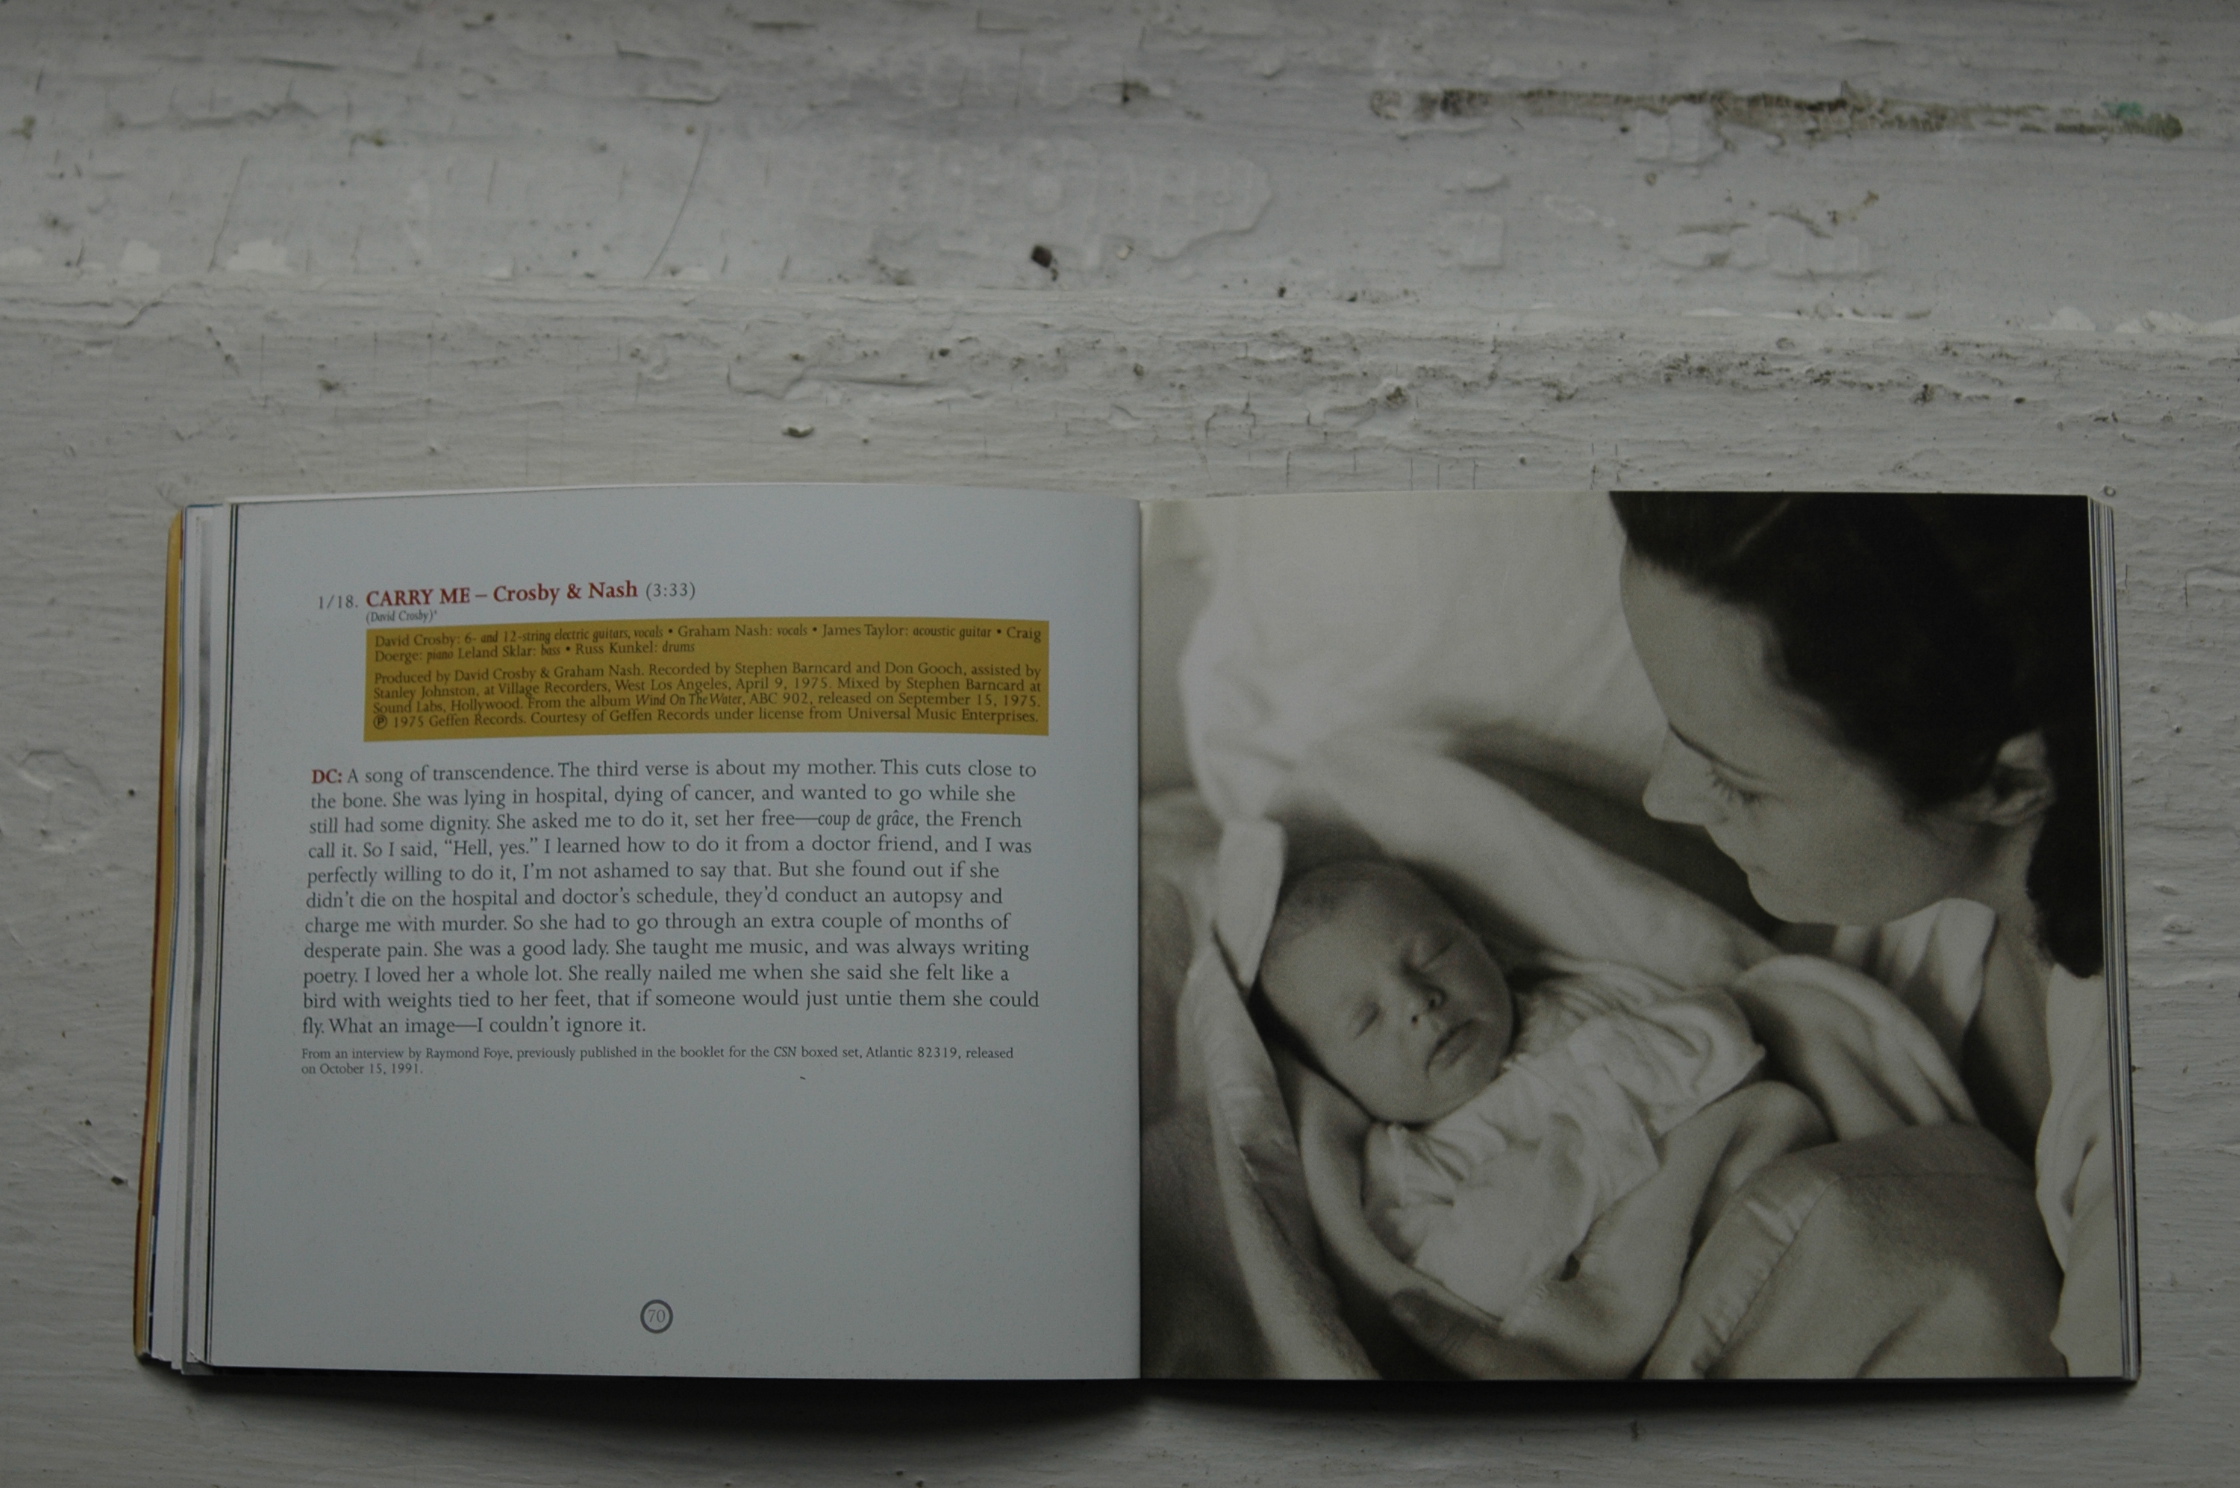 1/18. CARRY ME – Crosby & Nash (3:33)
(David Crosby)
David Crosby: 6- and 12-string electric guitars, vocals • Graham Nash: vocals • James Taylor: acoustic guitar • Craig
Doerge: piano Leland Sklar: bass • Russ Kunkel: drums
Produced by David Crosby & Graham Nash. Recorded by Stephen Barncard and Don Gooch, assisted by
Stanley Johnston, at Village Recorders, West Los Angeles, April 9, 1975. Mixed by Stephen Barncard at
Sound Labs, Hollywood. From the album Wind On The Water, ABC 902, released on September 15, 1975.
℗ 1975 Geffen Records. Courtesy of Geffen Records under license from Universal Music Enterprises.
DC: A song of transcendence. The third verse is about my mother. This cuts close to
the bone. She was lying in hospital, dying of cancer, and wanted to go while she
still had some dignity. She asked me to do it, set her free—coup de grâce, the French
call it. So I said, “Hell, yes.” I learned how to do it from a doctor friend, and I was
perfectly willing to do it, I’m not ashamed to say that. But she found out if she
didn’t die on the hospital and doctor’s schedule, they’d conduct an autopsy and
charge me with murder. So she had to go through an extra couple of months of
desperate pain. She was a good lady. She taught me music, and was always writing
poetry. I loved her a whole lot. She really nailed me when she said she felt like a
bird with weights tied to her feet, that if someone would just untie them she could
fly. What an image—I couldn’t ignore it.
From an interview by Raymond Foye, previously published in the booklet for the CSN boxed set, Atlantic 82319, released
on October 15, 1991.
70